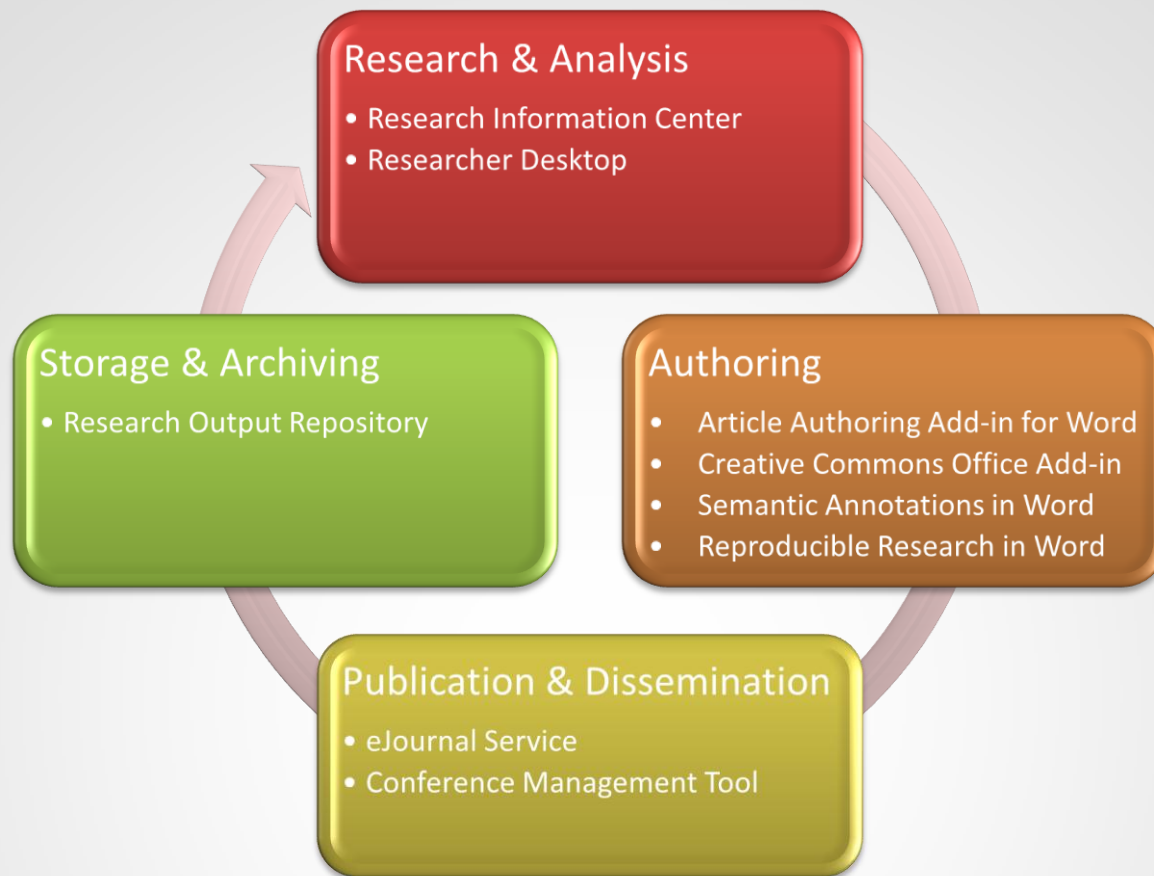 Research & Analysis
• Research Information Center
• Researcher Desktop
Storage & Archiving
• Research Output Repository
Authoring
• Article Authoring Add-in for Word
• Creative Commons Office Add-in
• Semantic Annotations in Word
• Reproducible Research in Word
Publication & Dissemination
• eJournal Service
• Conference Management Tool